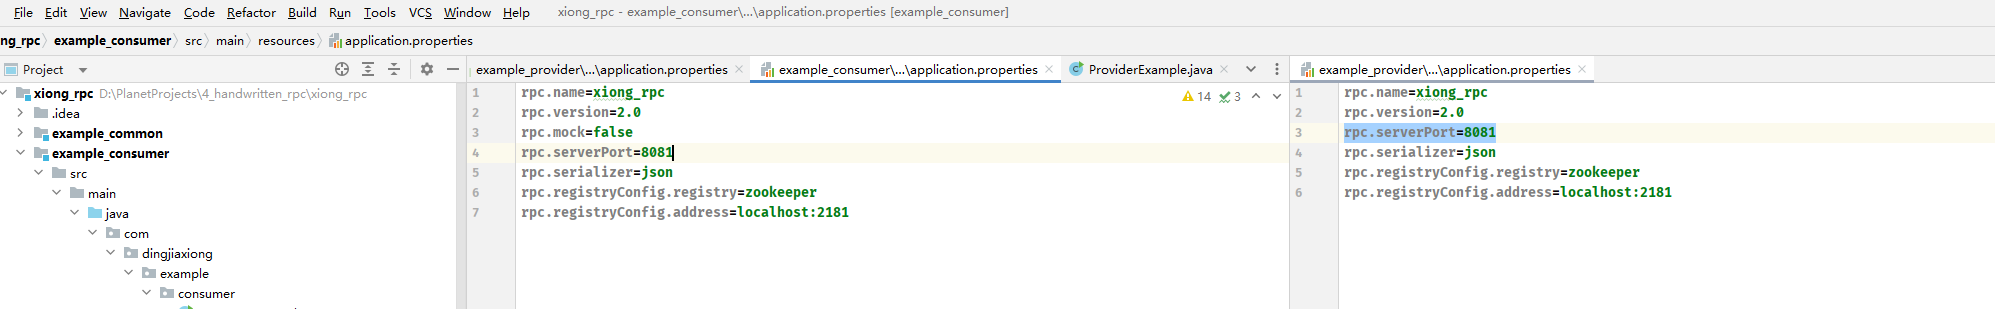 File Edit View Navigate Code Refactor Build Run Tools VCS Window Help xiong_rpc - example_consumer\...\application.properties [example_consumer]
ng_rpc example_consumer src main resources application.properties
Project
example_provider\...\application.properties example_consumer\...\application.properties ProviderExample.java
example_provider\...\application.properties
xiong_rpc D:\PlanetProjects\4_handwritten_rpc\xiong_rpc
.idea
example_common
example_consumer
src
main
java
com
dingjiaxiong
example
consumer
1 rpc.name=xiong_rpc
2 rpc.version=2.0
3 rpc.mock=false
4 rpc.serverPort=8081
5 rpc.serializer=json
6 rpc.registryConfig.registry=zookeeper
7 rpc.registryConfig.address=localhost:2181
14 3
1 rpc.name=xiong_rpc
2 rpc.version=2.0
3 rpc.serverPort=8081
4 rpc.serializer=json
5 rpc.registryConfig.registry=zookeeper
6 rpc.registryConfig.address=localhost:2181